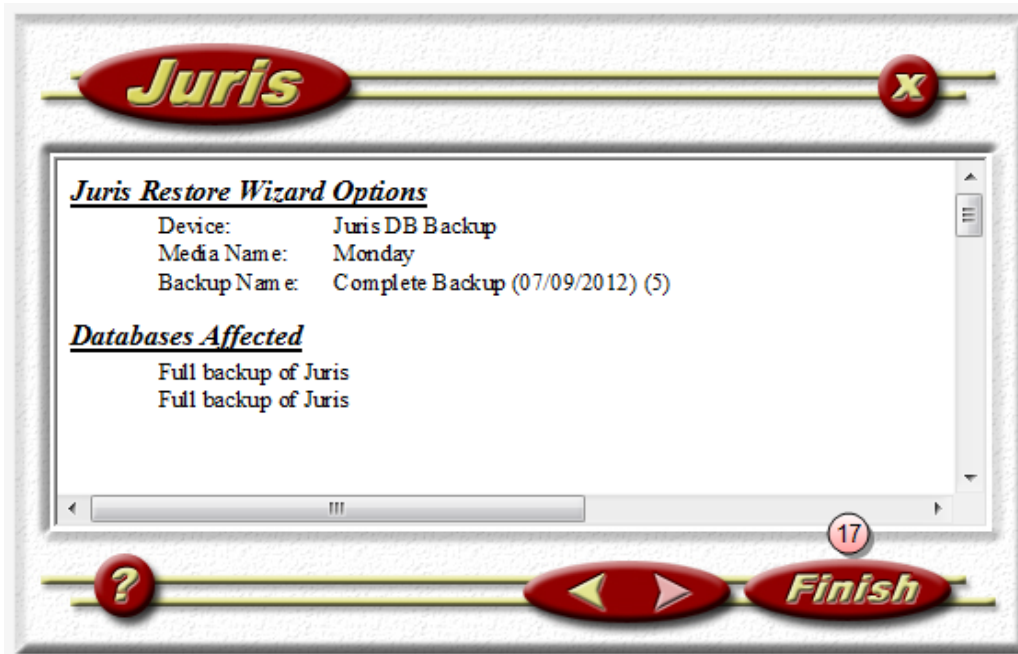 Juris
x
Juris Restore Wizard Options
Device: Juris DB Backup
Media Name: Monday
Backup Name: Complete Backup (07/09/2012) (5)
Databases Affected
Full backup of Juris
Full backup of Juris
17
?
Finish